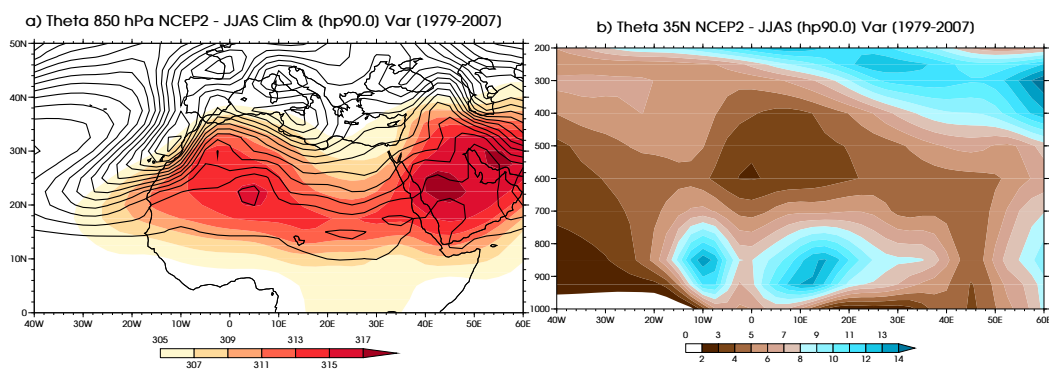 a) Theta 850 hPa NCEP2 - JJAS Clim & (hp90.0) Var (1979-2007)
50N
40N
30N
20N
10N
0
40W 30W 20W 10W 0 10E 20E 30E 40E 50E 60E
305 309 313 317
307 311 315
b) Theta 35N NCEP2 - JJAS (hp90.0) Var (1979-2007)
200
300
400
500
600
700
800
900
1000
40W 30W 20W 10W 0 10E 20E 30E 40E 50E 60E
0 3 5 7 9 11 13
2 4 6 8 10 12 14